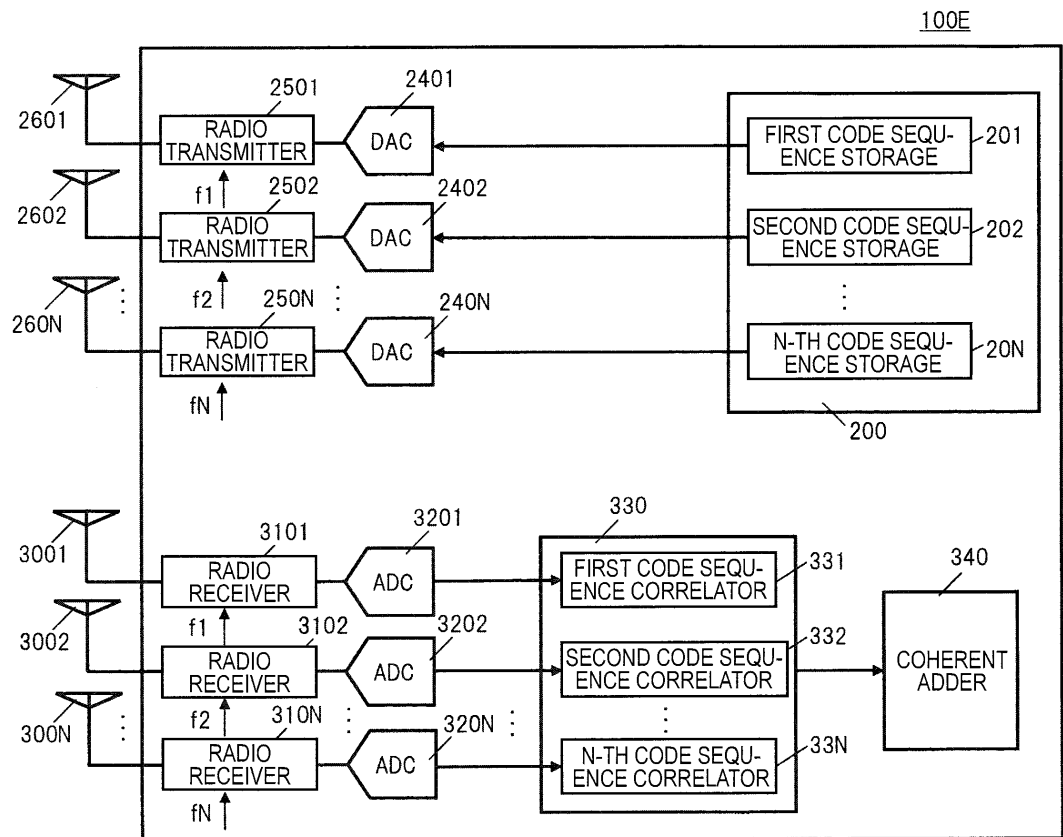 100E
2601
2501
RADIO
TRANSMITTER
2401
DAC
FIRST CODE SEQU-
ENCE STORAGE
201
f1
2602
2502
RADIO
TRANSMITTER
2402
DAC
SECOND CODE SEQU-
ENCE STORAGE
202
f2
260N
250N
RADIO
TRANSMITTER
240N
DAC
N-TH CODE SEQU-
ENCE STORAGE
20N
fN
200
3001
3101
RADIO
RECEIVER
3201
ADC
330
FIRST CODE SEQU-
ENCE CORRELATOR
331
340
COHERENT
ADDER
f1
3002
3102
RADIO
RECEIVER
3202
ADC
SECOND CODE SEQU-
ENCE CORRELATOR
332
f2
300N
310N
RADIO
RECEIVER
320N
ADC
N-TH CODE SEQU-
ENCE CORRELATOR
33N
fN